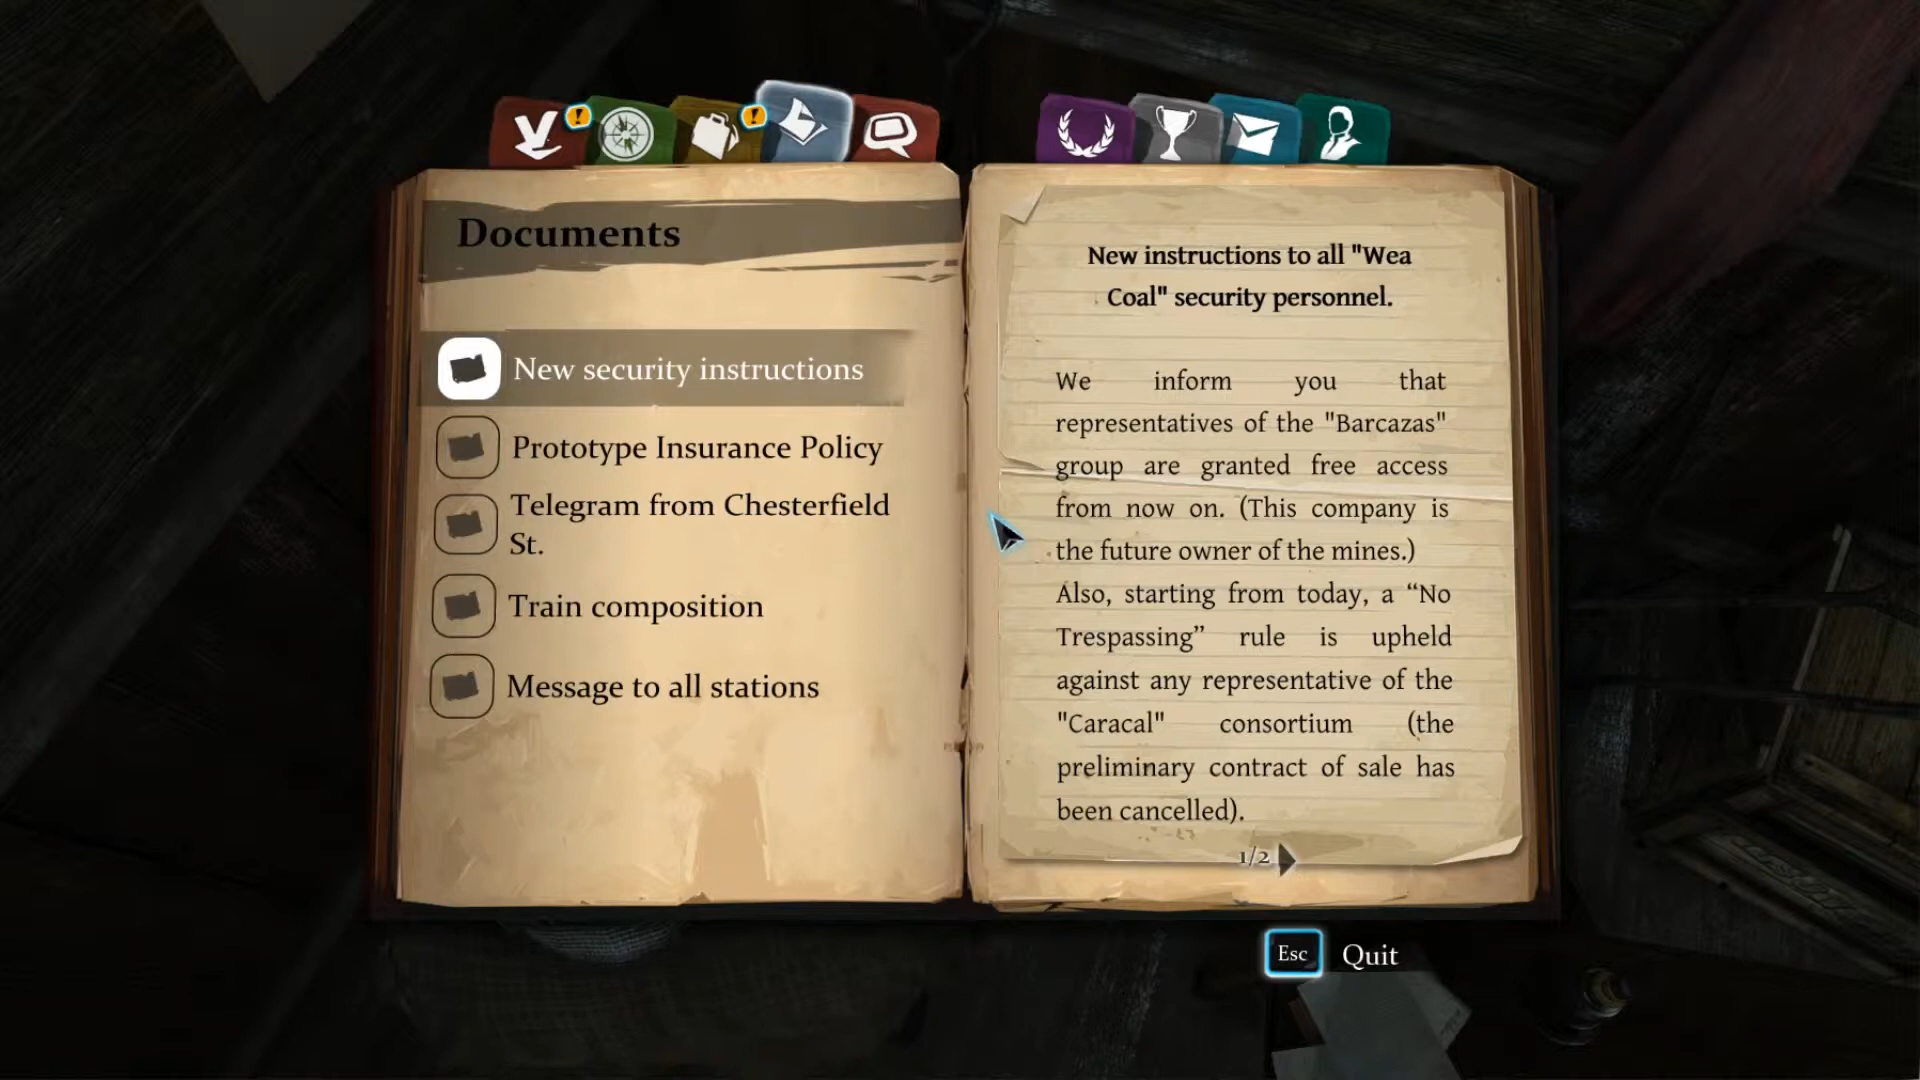 Documents
New security instructions
Prototype Insurance Policy
Telegram from Chesterfield
St.
Train composition
Message to all stations
New instructions to all "Wea
Coal" security personnel.
We inform you that
representatives of the "Barcazas"
group are granted free access
from now on. (This company is
the future owner of the mines.)
Also, starting from today, a “No
Trespassing” rule is upheld
against any representative of the
"Caracal" consortium (the
preliminary contract of sale has
been cancelled).
1/2
Esc Quit